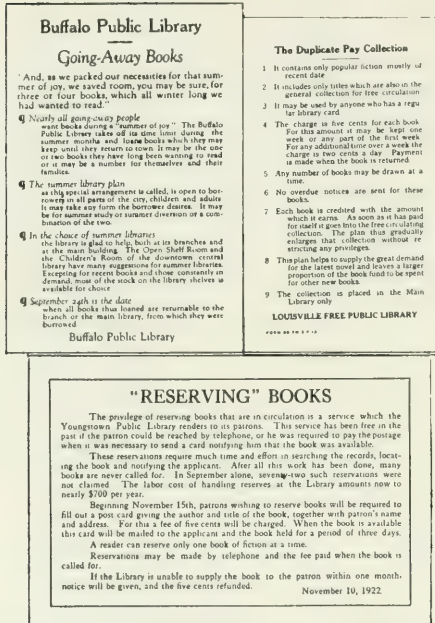 Buffalo Public Library
Going-Away Books
"And, as we packed our necessities for that sum-
mer of joy, we saved room, you may be sure, for
three or four books, which all winter long we
had wanted to read."
¶ Nearly all going-away people
want books during a "summer of joy" The Buffalo
Public Library takes off its time limit during the
summer months and loans books which they may
keep until they return to town It may be the one
or two books they have long been wanting to read
or it may be a number for themselves and their
families.
¶ The summer library plan
as this special arrangement is called, is open to bor-
rowers in all parts of the city, children and adults
It may take any form the borrower desires. It may
be for summer study or summer diversion or a com-
bination of the two.
¶ In the choice of summer libraries
the library is glad to help, both at its branches and
at the main building. The Open Shelf Room and
the Children's Room of the downtown central
library have many suggestions for summer libraries.
Excepting for recent books and those constantly in
demand, most of the stock on the library shelves is
available for choice
¶ September 24th is the date
when all books thus loaned are returnable to the
branch or the main library, from which they were
borrowed
Buffalo Public Library
The Duplicate Pay Collection
1 It contains only popular fiction mostly of
recent date
2 It includes only titles which are also in the
general collection for free circulation
3 It may be used by anyone who has a regu
lar library card
4 The charge is five cents for each book
For this amount it may be kept one
week or any part of the first week
For any additional time over a week the
charge is two cents a day Payment
is made when the book is returned
5 Any number of books may be drawn at a
time.
6 No overdue notices are sent for these
books.
7 Each book is credited with the amount
which it earns. As soon as it has paid
for itself it goes into the free circulating
collection. The plan thus gradually
enlarges that collection without re
stricting any privileges.
8 This plan helps to supply the great demand
for the latest novel and leaves a larger
proportion of the book fund to be spent
for other new books.
9 The collection is placed in the Main
Library only
LOUISVILLE FREE PUBLIC LIBRARY
"RESERVING" BOOKS
The privilege of reserving books that are in circulation is a service which the
Youngstown Public Library renders to its patrons. This service has been free in the
past if the patron could be reached by telephone, or he was required to pay the postage
when it was necessary to send a card notifying him that the book was available.
These reservations require much time and effort in searching the records, locat-
ing the book and notifying the applicant. After all this work has been done, many
books are never called for. In September alone, seventy-two such reservations were
not claimed The labor cost of handling reserves at the Library amounts now to
nearly $700 per year.
Beginning November 15th, patrons wishing to reserve books will be required to
fill out a post card giving the author and title of the book, together with patron's name
and address. For this a fee of five cents will be charged. When the book is available
this card will be mailed to the applicant and the book held for a period of three days.
A reader can reserve only one book of fiction at a time.
Reservations may be made by telephone and the fee paid when the book is
called for.
If the Library is unable to supply the book to the patron within one month,
notice will be given, and the five cents refunded.
November 10, 1922